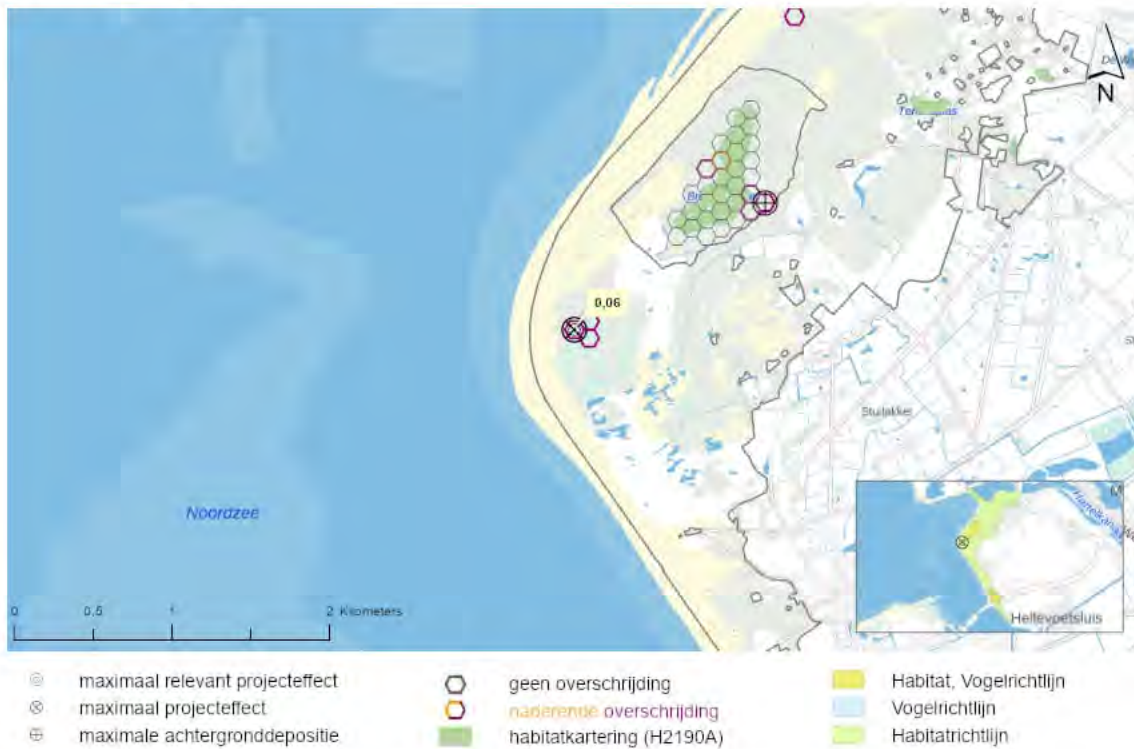 N
0,06
Stuifakker
Noordzee
0 0,5 1 2 Kilometers
Hartelkanaal
Hellevoetsluis
maximaal relevant projecteffect
maximaal projecteffect
maximale achtergronddepositie
geen overschrijding
naderende overschrijding
habitatkartering (H2190A)
Habitat, Vogelrichtlijn
Vogelrichtlijn
Habitatrichtlijn